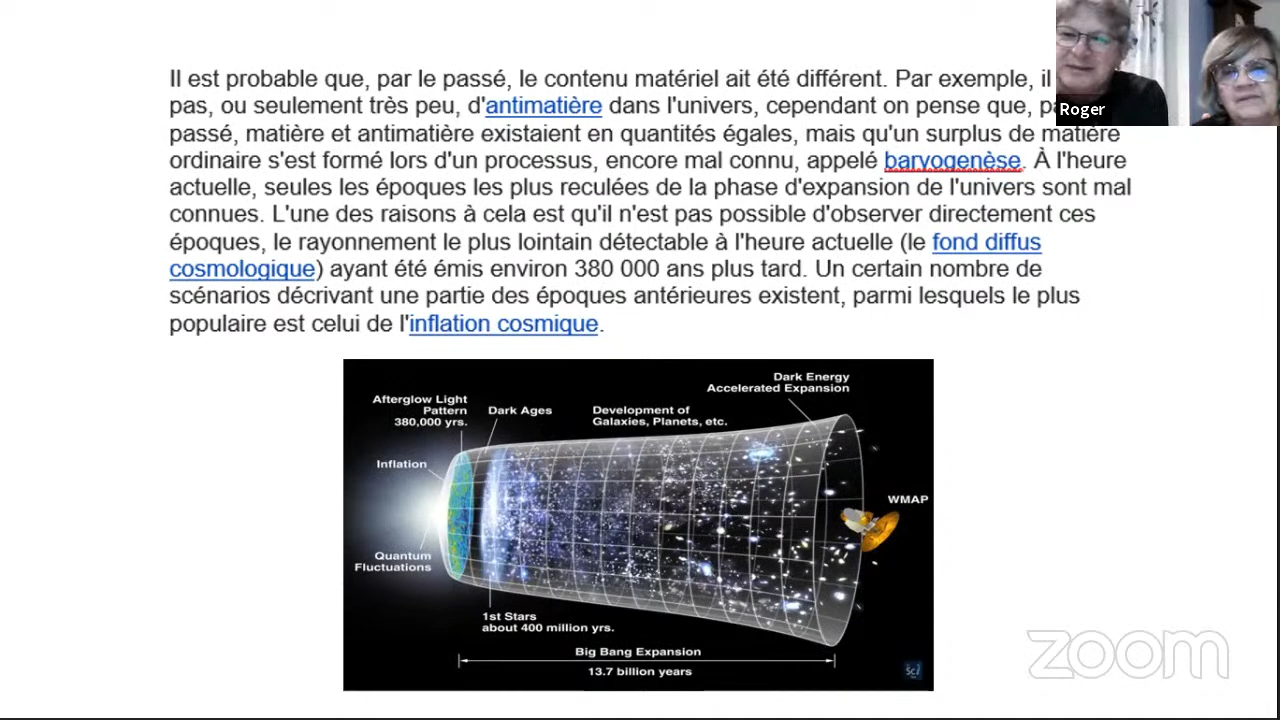 Il est probable que, par le passé, le contenu matériel ait été différent. Par exemple, il
pas, ou seulement très peu, d'antimatière dans l'univers, cependant on pense que,
passé, matière et antimatière existaient en quantités égales, mais qu'un surplus de matière
ordinaire s'est formé lors d'un processus, encore mal connu, appelé baryogenèse. À l'heure
actuelle, seules les époques les plus reculées de la phase d'expansion de l'univers sont mal
connues. L'une des raisons à cela est qu'il n'est pas possible d'observer directement ces
époques, le rayonnement le plus lointain détectable à l'heure actuelle (le fond diffus
cosmologique) ayant été émis environ 380 000 ans plus tard. Un certain nombre de
scénarios décrivant une partie des époques antérieures existent, parmi lesquels le plus
populaire est celui de l'inflation cosmique.
Roger
Dark Energy
Accelerated Expansion
Afterglow Light
Pattern
380,000 yrs.
Dark Ages
Development of
Galaxies, Planets, etc.
Inflation
WMAP
Quantum
Fluctuations
1st Stars
about 400 million yrs.
Big Bang Expansion
13.7 billion years
zoom